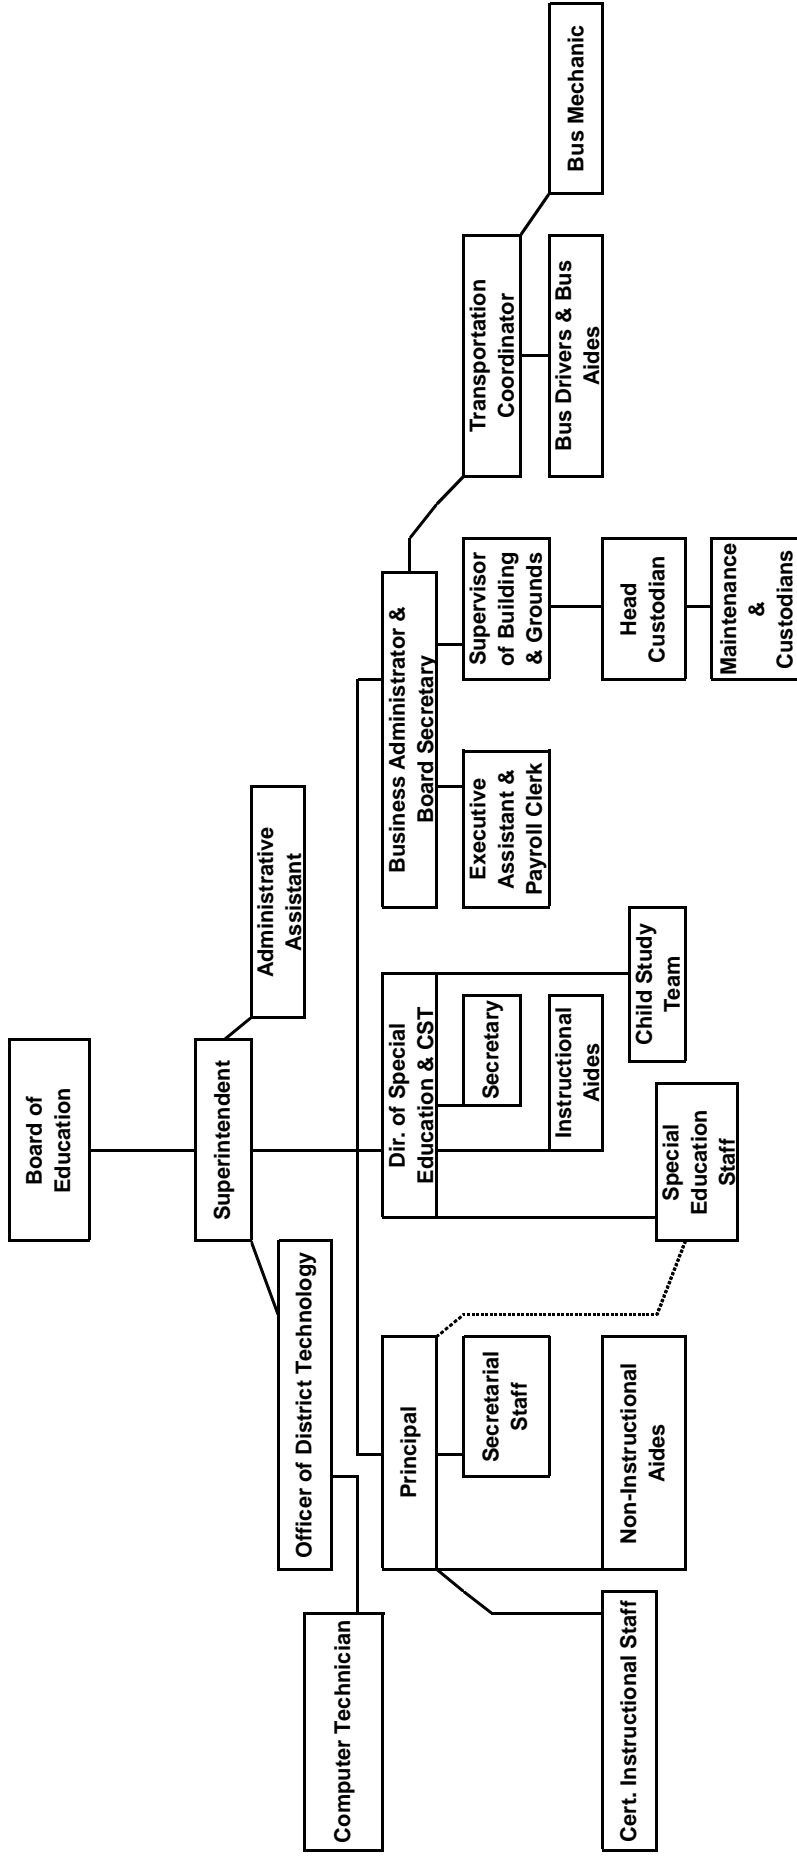 Board of
Education
Superintendent
Administrative
Assistant
Officer of District Technology
Computer Technician
Principal
Secretarial
Staff
Non-Instructional
Aides
Cert. Instructional Staff
Dir. of Special
Education & CST
Secretary
Instructional
Aides
Child Study
Team
Special
Education
Staff
Business Administrator &
Board Secretary
Executive
Assistant &
Payroll Clerk
Supervisor
of Building
& Grounds
Head
Custodian
Maintenance
&
Custodians
Transportation
Coordinator
Bus Drivers & Bus
Aides
Bus Mechanic